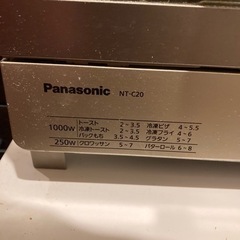 Panasonic NT-C20
1000W トースト 2~3.5 冷凍ピザ 4~5.5
冷凍トースト 2~3.5 冷凍フライ 4~6
パックもち 3.5~4.5 グラタン 5~7
250W クロワッサン 5~7 バターロール 6~8